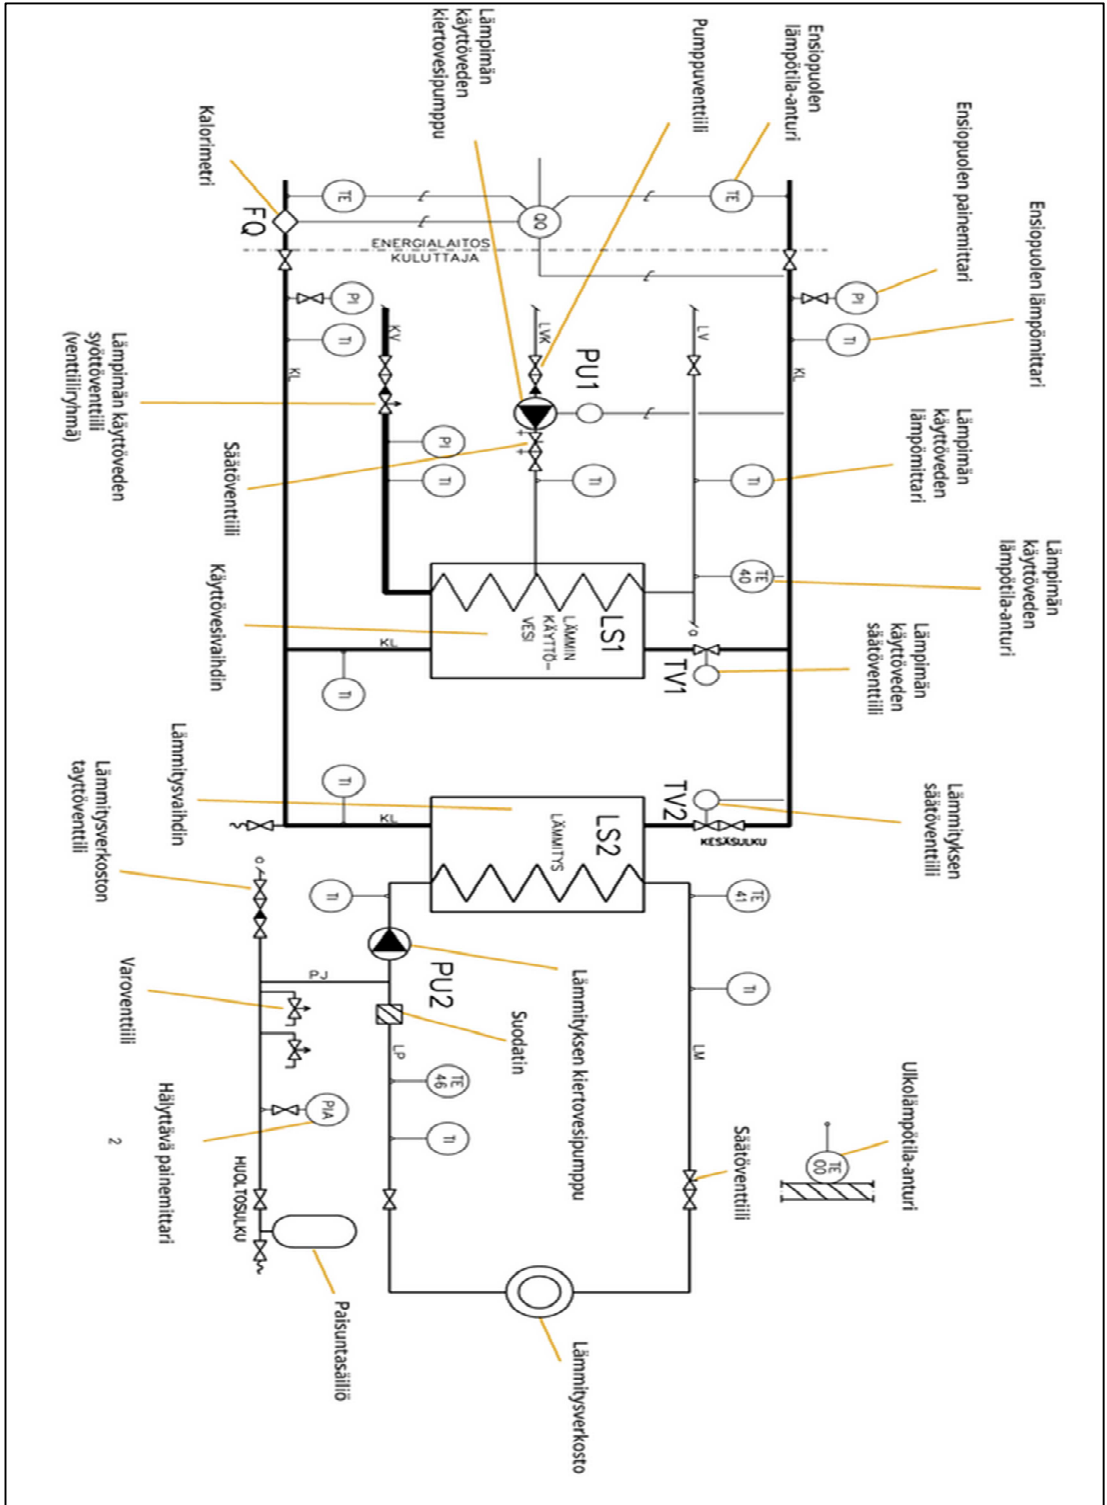 Ensiopuolen lämpömittari
Ensiopuolen painemittari
Lämpimän
käyttöveden
lämpötila-anturi
Lämpimän
käyttöveden
lämpömittari
Lämpimän
käyttöveden
säätöventtiili
Lämmityksen
säätöventtiili
Ulkolämpötila-anturi
Ensiopuolen
lämpötila-anturi
PI
TI
KL
TE
00
TE
TI
TE
40
TE
41
TI
Säätöventtiili
Pumppuventtiili
LV
TV1
TV2
KESÄSULKU
LM
Lämpimän
käyttöveden
kiertovesipumppu
PU1
LS1
LS2
TI
QQ
LVK
LÄMMIN
KÄYTTÖ-
VESI
LÄMMITYS
Lämmityksen kiertovesipumppu
Lämmitysverkosto
Suodatin
PU2
TE
46
TI
PI
TI
ENERGIALAITOS
KULUTTAJA
KV
KL
KL
LP
TE
PI
TI
TI
TI
TI
PJ
PIA
Paisuntasäiliö
FQ
KL
HUOLTOSULKU
Kalorimetri
Säätöventtiili
Käyttövesivaihdin
Lämmitysvaihdin
Varoventtiili
Hälyttävä painemittari
Lämpimän käyttöveden
syöttöventtiili
(venttiiliryhmä)
Lämmitysverkoston
täyttöventtiili
2